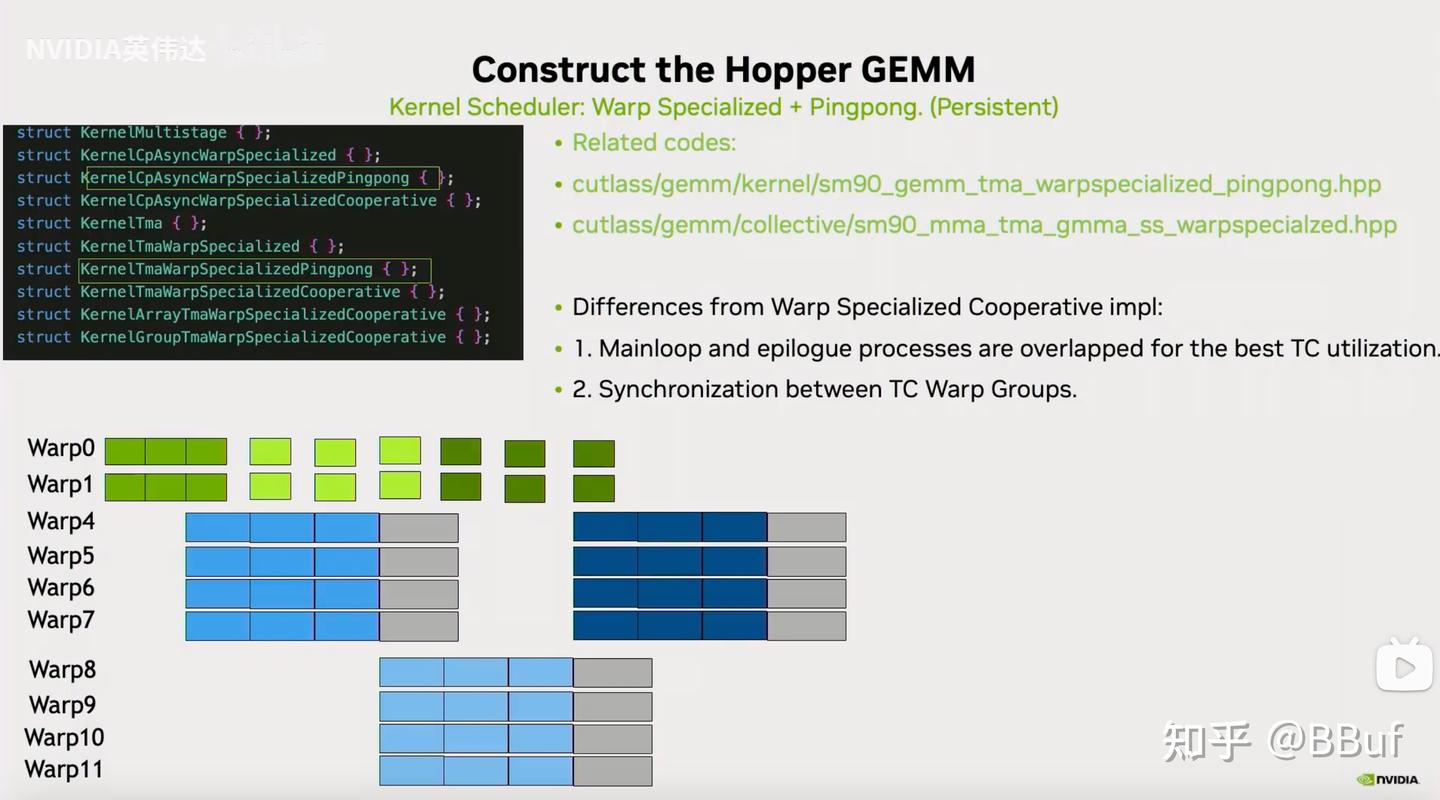 NVIDIA英伟达
Construct the Hopper GEMM
Kernel Scheduler: Warp Specialized + Pingpong. (Persistent)
struct KernelMultistage { };
struct KernelCpAsyncWarpSpecialized { };
struct KernelCpAsyncWarpSpecializedPingpong { };
struct KernelCpAsyncWarpSpecializedCooperative { };
struct KernelTma { };
struct KernelTmaWarpSpecialized { };
struct KernelTmaWarpSpecializedPingpong { };
struct KernelTmaWarpSpecializedCooperative { };
struct KernelArrayTmaWarpSpecializedCooperative { };
struct KernelGroupTmaWarpSpecializedCooperative { };
• Related codes:
• cutlass/gemm/kernel/sm90_gemm_tma_warpspecialized_pingpong.hpp
• cutlass/gemm/collective/sm90_mma_tma_gmma_ss_warpspecialzed.hpp
• Differences from Warp Specialized Cooperative impl:
• 1. Mainloop and epilogue processes are overlapped for the best TC utilization.
• 2. Synchronization between TC Warp Groups.
Warp0
Warp1
Warp4
Warp5
Warp6
Warp7
Warp8
Warp9
Warp10
Warp11
知乎 @BBuf
NVIDIA